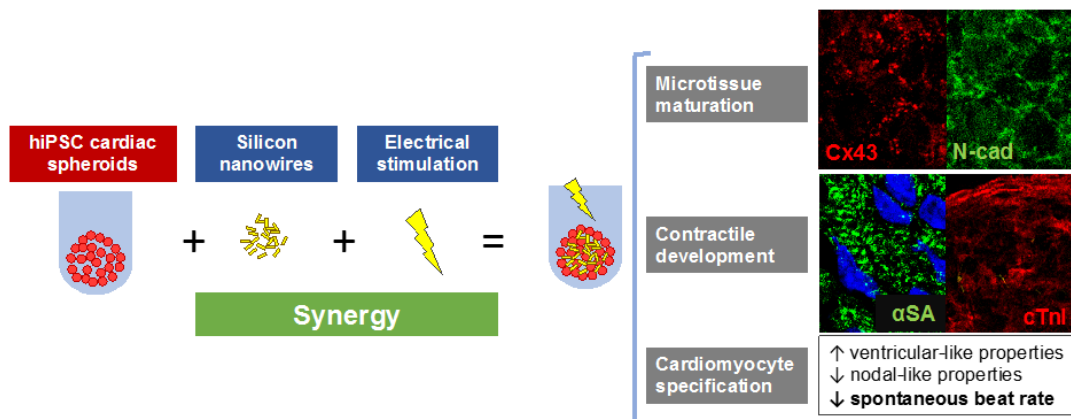 hiPSC cardiac
spheroids
Silicon
nanowires
Electrical
stimulation
+
+
=
Synergy
Microtissue
maturation
Cx43
N-cad
Contractile
development
αSA
cTnI
Cardiomyocyte
specification
↑ ventricular-like properties
↓ nodal-like properties
↓ spontaneous beat rate